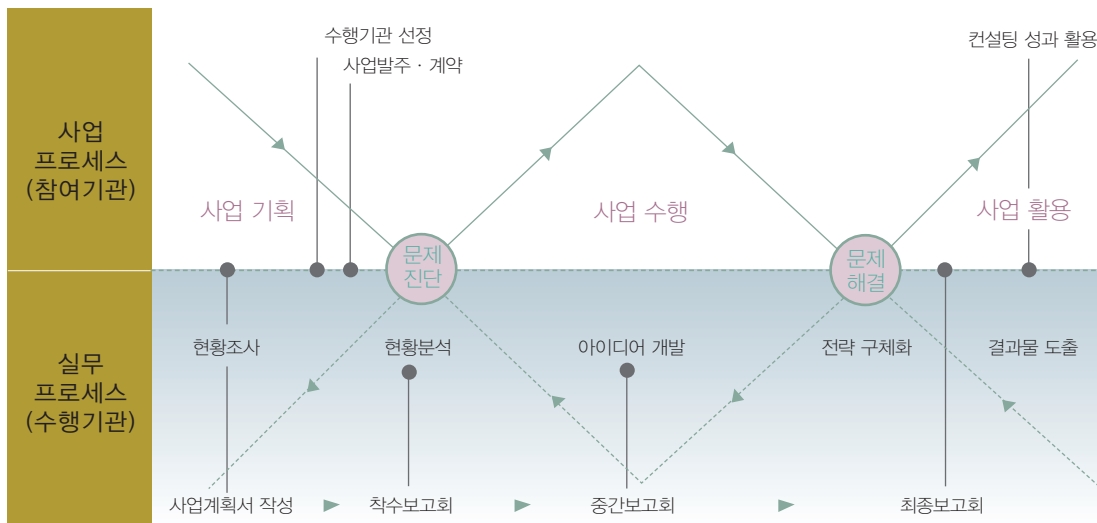 사업
프로세스
(참여기관)
수행기관 선정
사업발주 · 계약
컨설팅 성과 활용
사업 기획
사업 수행
사업 활용
문제
진단
문제
해결
실무
프로세스
(수행기관)
현황조사
현황분석
아이디어 개발
전략 구체화
결과물 도출
사업계획서 작성
착수보고회
중간보고회
최종보고회